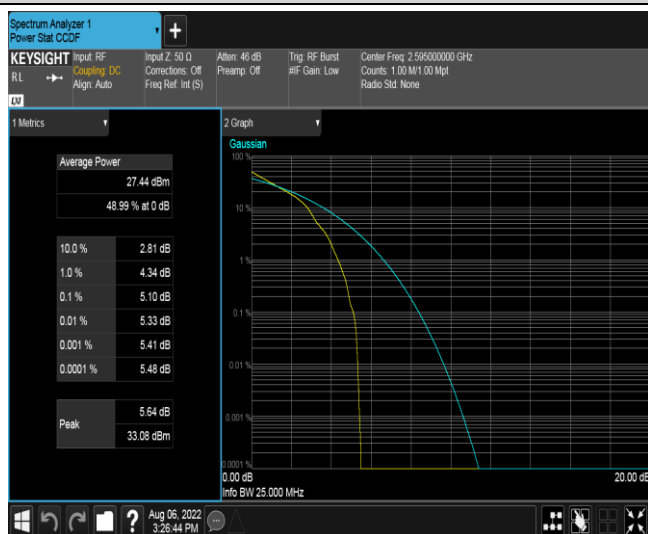 Spectrum Analyzer 1
Power Stat CCDF
KEYSIGHT
RL
LXI
Input: RF
Coupling: DC
Align: Auto
Input Z: 50 Ω
Corrections: Off
Freq Ref: Int (S)
Atten: 46 dB
Preamp: Off
Trig: RF Burst
#IF Gain: Low
Center Freq: 2.595000000 GHz
Counts: 1.00 M/1.00 Mpt
Radio Std: None
1 Metrics
Average Power
27.44 dBm
48.99 % at 0 dB
10.0 % 2.81 dB
1.0 % 4.34 dB
0.1 % 5.10 dB
0.01 % 5.33 dB
0.001 % 5.41 dB
0.0001 % 5.48 dB
Peak
5.64 dB
33.08 dBm
2 Graph
Gaussian
100 %
10 %
1 %
0.1 %
0.01 %
0.001 %
0.0001 %
0.00 dB
20.00 dB
Info BW 25.000 MHz
?
Aug 06, 2022
3:26:44 PM